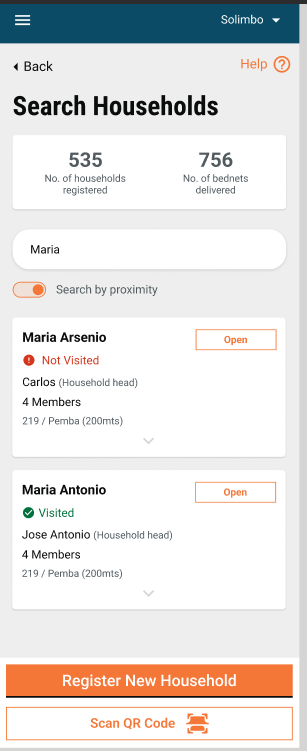 Solimbo
Back
Help
Search Households
535
No. of households
registered
756
No. of bednets
delivered
Maria
Search by proximity
Maria Arsenio
Open
Not Visited
Carlos (Household head)
4 Members
219 / Pemba (200mts)
Maria Antonio
Open
Visited
Jose Antonio (Household head)
4 Members
219 / Pemba (200mts)
Register New Household
Scan QR Code